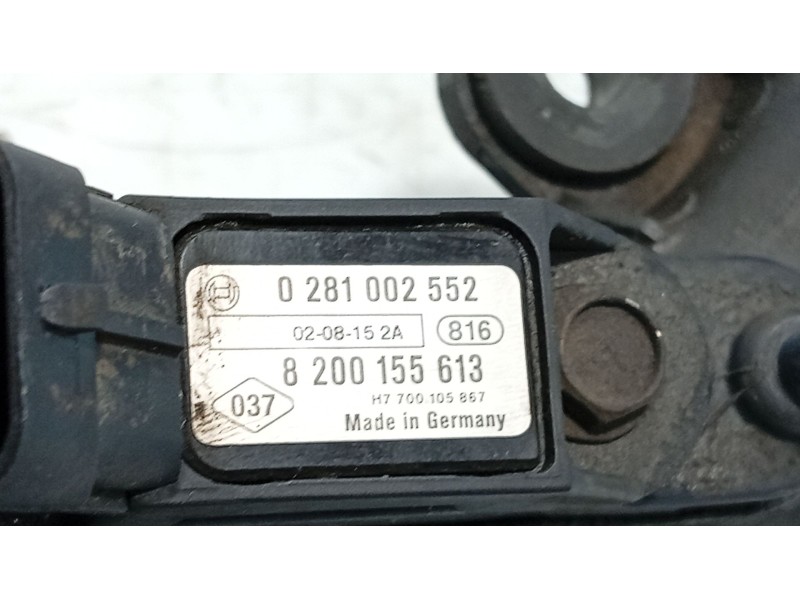 0 281 002 552
02-08-15 2A 816
8 200 155 613
037 H7 700 105 867
Made in Germany